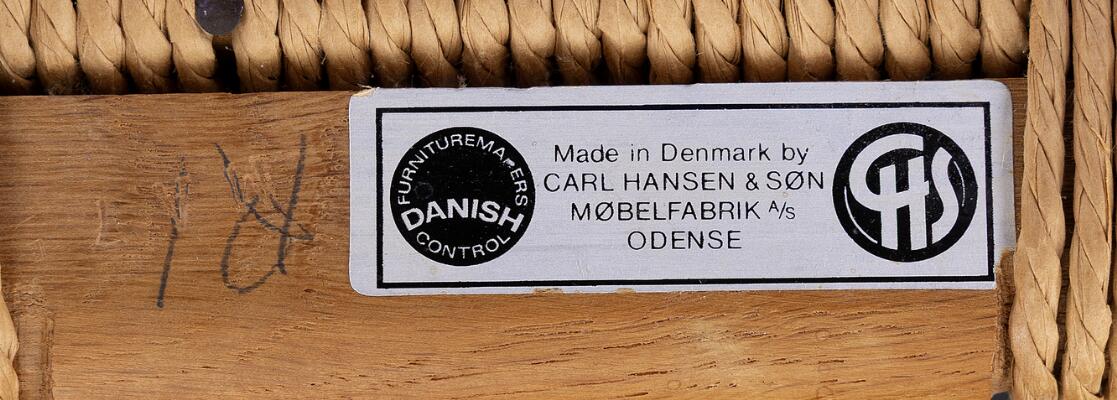 FURNITUREMAKERS
DANISH
CONTROL
Made in Denmark by
CARL HANSEN & SØN
MØBELFABRIK A/s
ODENSE
CHS